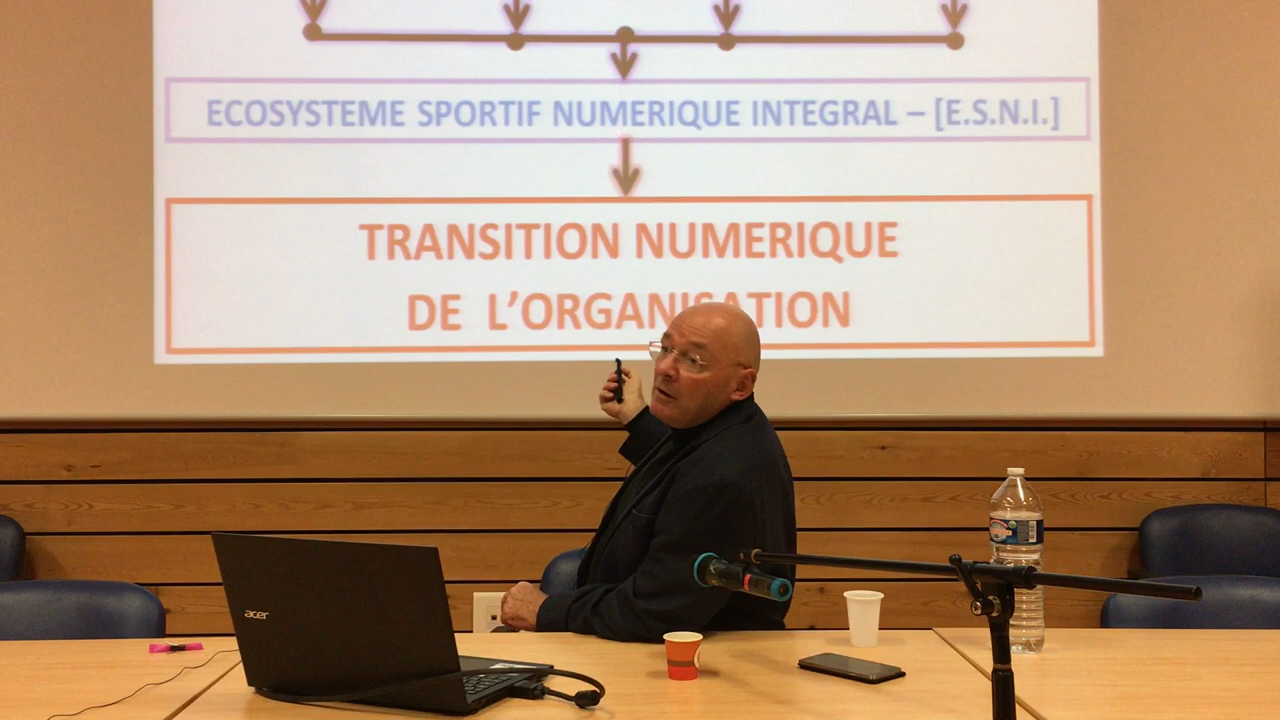 ECOSYSTEME SPORTIF NUMERIQUE INTEGRAL – [E.S.N.I.]
TRANSITION NUMERIQUE
DE L'ORGANISATION
acer